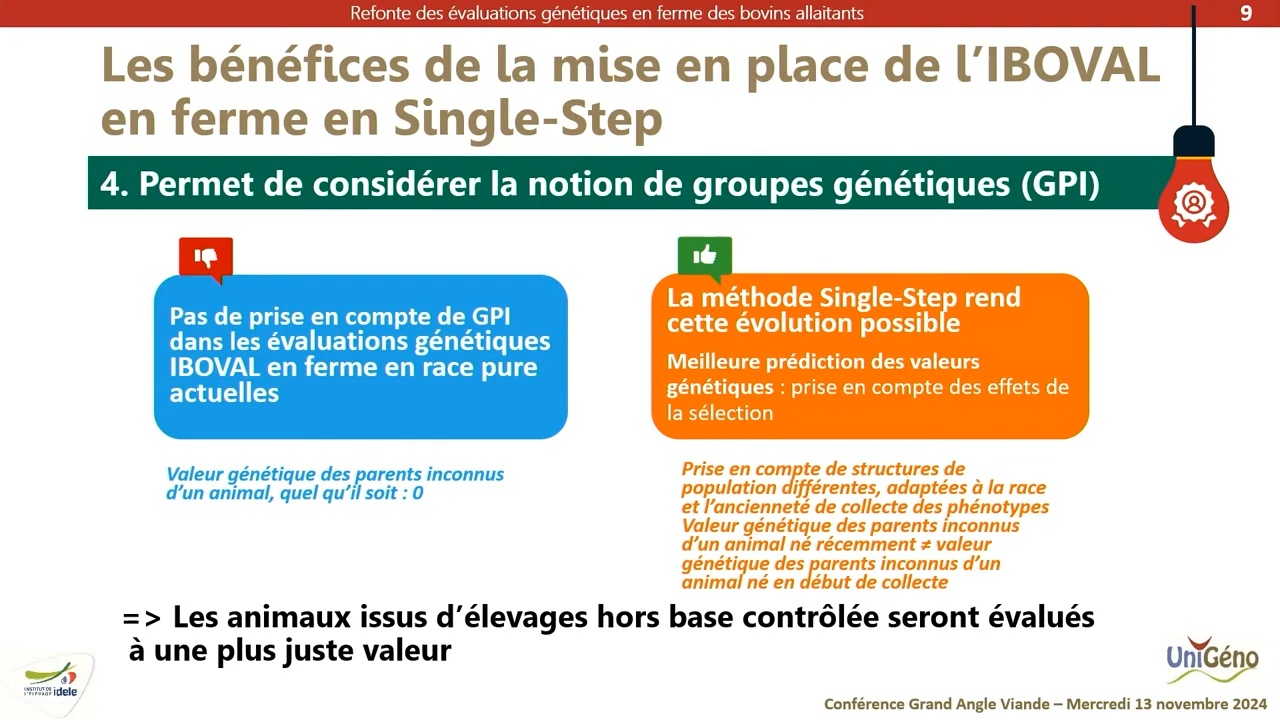 Refonte des évaluations génétiques en ferme des bovins allaitants
9
Les bénéfices de la mise en place de l’IBOVAL
en ferme en Single-Step
4. Permet de considérer la notion de groupes génétiques (GPI)
Pas de prise en compte de GPI
dans les évaluations génétiques
IBOVAL en ferme en race pure
actuelles
Valeur génétique des parents inconnus
d’un animal, quel qu’il soit : 0
La méthode Single-Step rend
cette évolution possible
Meilleure prédiction des valeurs
génétiques : prise en compte des effets de
la sélection
Prise en compte de structures de
population différentes, adaptées à la race
et l’ancienneté de collecte des phénotypes
Valeur génétique des parents inconnus
d’un animal né récemment ≠ valeur
génétique des parents inconnus d’un
animal né en début de collecte
=> Les animaux issus d’élevages hors base contrôlée seront évalués
à une plus juste valeur
INSTITUT DE
L'ELEVAGE idele
UniGéno
Conférence Grand Angle Viande – Mercredi 13 novembre 2024